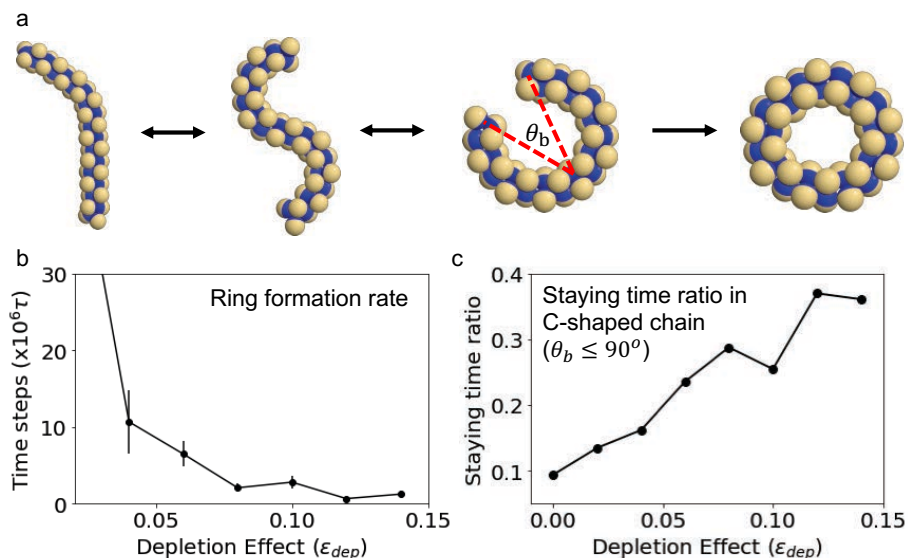 a
θb
b
30
20
10
0
Time steps (x10⁶τ)
Ring formation rate
0.05
0.10
0.15
Depletion Effect (εdep)
c
0.4
0.3
0.2
0.1
Staying time ratio
Staying time ratio in
C-shaped chain
(θb ≤ 90º)
0.00
0.05
0.10
0.15
Depletion Effect (εdep)